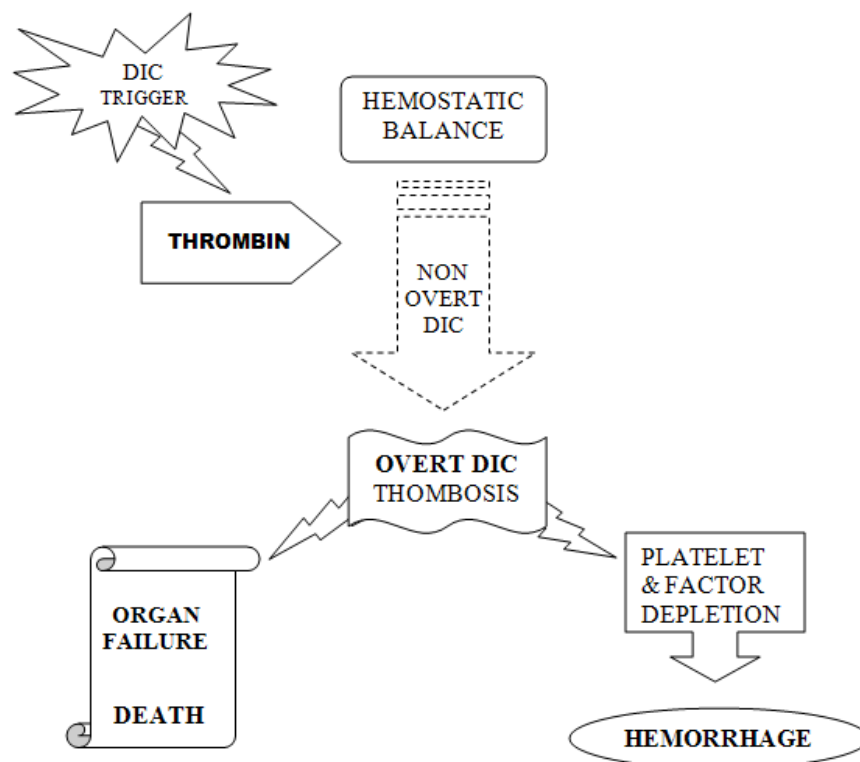 DIC
TRIGGER
HEMOSTATIC
BALANCE
THROMBIN
NON
OVERT
DIC
OVERT DIC
THOMBOSIS
ORGAN
FAILURE
DEATH
PLATELET
& FACTOR
DEPLETION
HEMORRHAGE